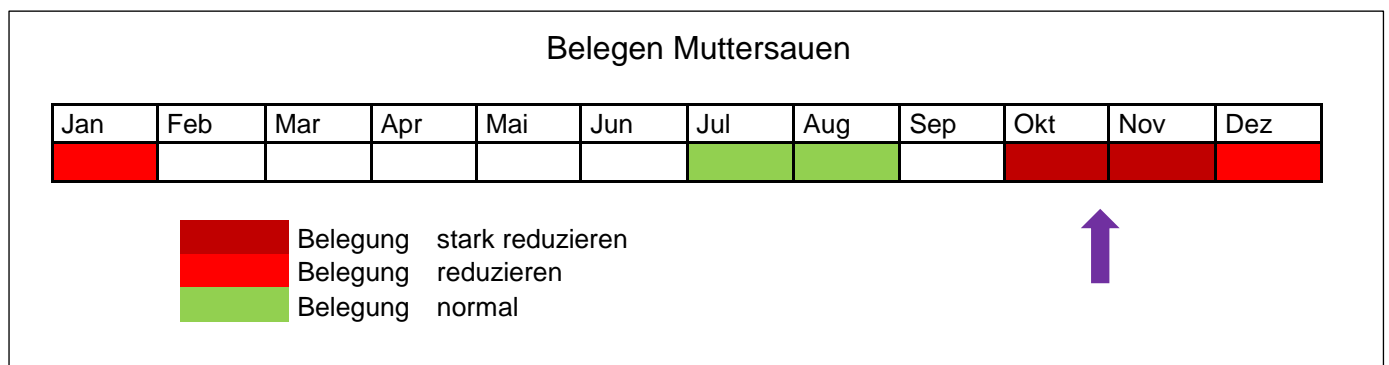 Belegen Muttersauen
Jan Feb Mar Apr Mai Jun Jul Aug Sep Okt Nov Dez
Belegung stark reduzieren
Belegung reduzieren
Belegung normal